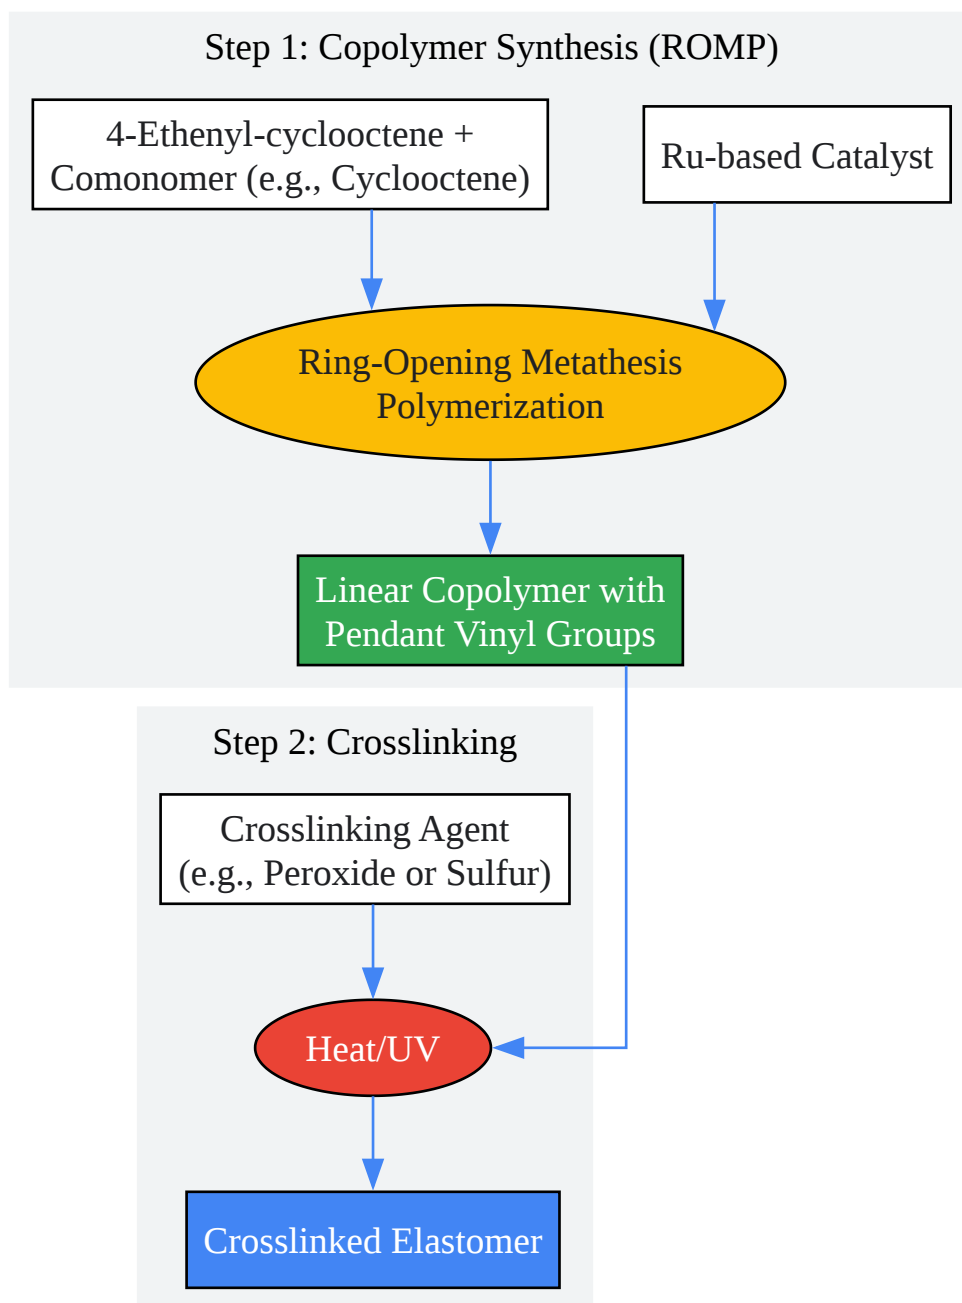 Step 1: Copolymer Synthesis (ROMP)
4-Ethenyl-cyclooctene +
Comonomer (e.g., Cyclooctene)
Ru-based Catalyst
Ring-Opening Metathesis
Polymerization
Linear Copolymer with
Pendant Vinyl Groups
Step 2: Crosslinking
Crosslinking Agent
(e.g., Peroxide or Sulfur)
Heat/UV
Crosslinked Elastomer